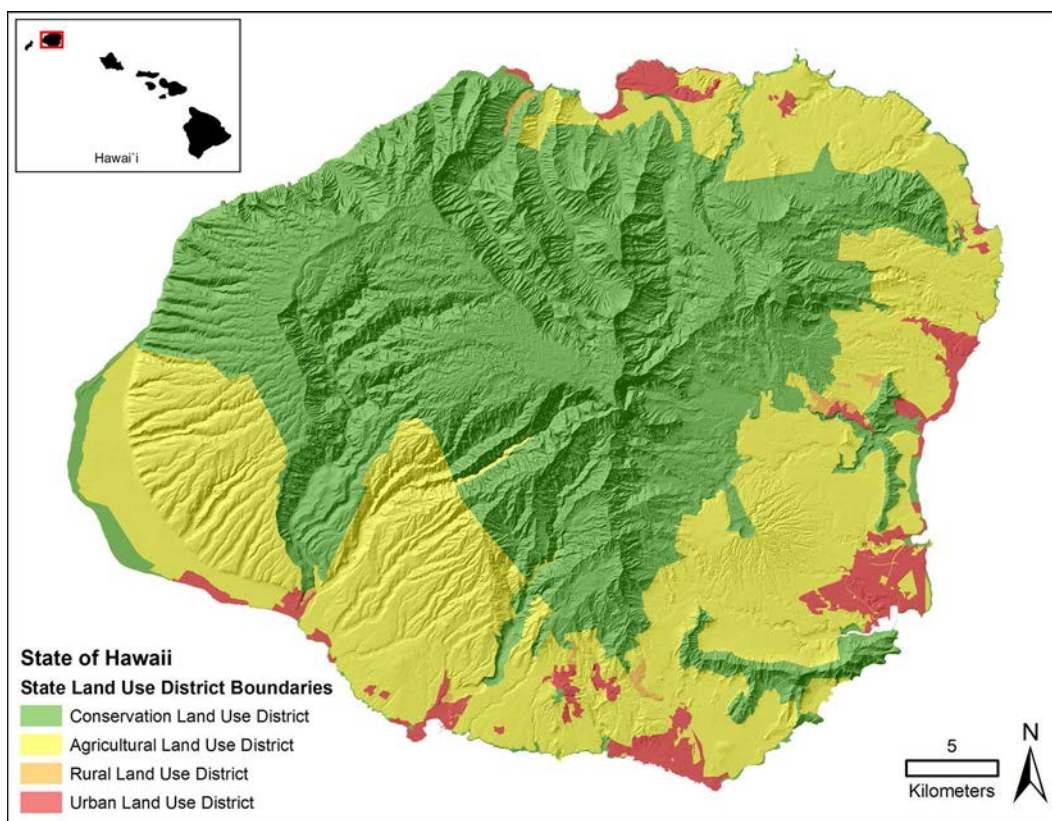 Hawai`i
State of Hawaii
State Land Use District Boundaries
Conservation Land Use District
Agricultural Land Use District
Rural Land Use District
Urban Land Use District
5
Kilometers
N